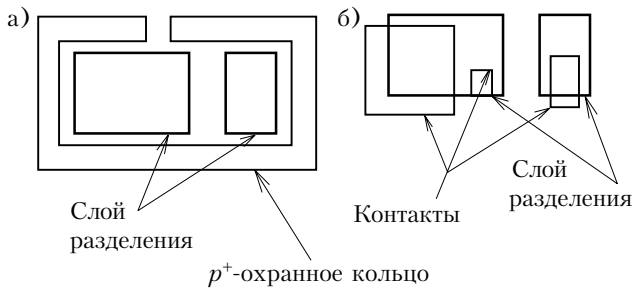 а)
б)
Слой
разделения
Контакты
Слой
разделения
p⁺-охранное кольцо